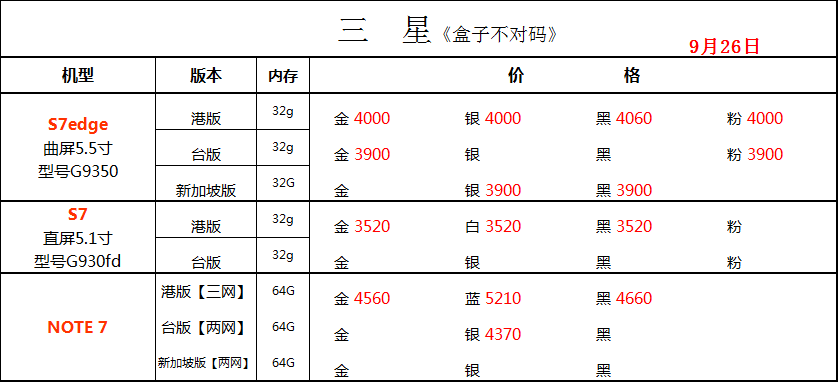 三 星《盒子不对码》
9月26日
机型 版本 内存 价 格
S7edge
曲屏5.5寸
型号G9350
港版 32g 金 4000 银 4000 黑 4060 粉 4000
台版 32g 金 3900 银 黑 粉 3900
新加坡版 32G 金 银 3900 黑 3900
S7
直屏5.1寸
型号G930fd
港版 32g 金 3520 白 3520 黑 3520 粉
台版 32g 金 银 黑 粉
NOTE 7
港版【三网】 64G 金 4560 蓝 5210 黑 4660
台版【两网】 64G 金 银 4370 黑
新加坡版【两网】 64G 金 银 黑